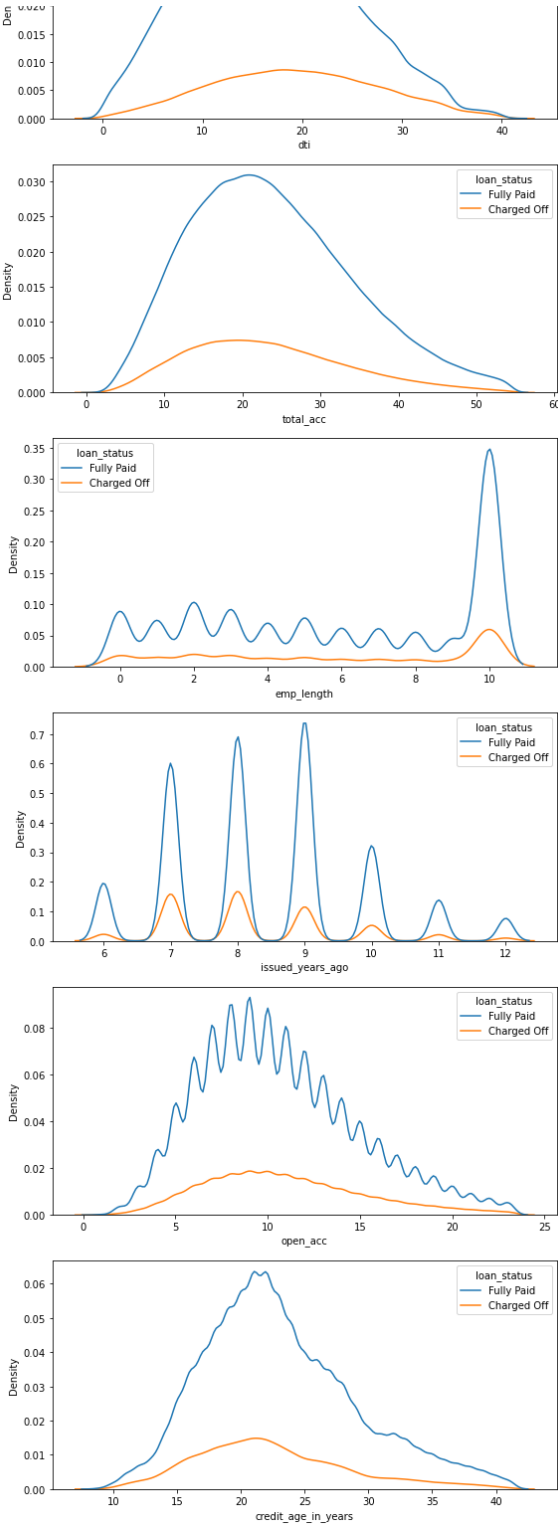 0.020
Den
0.015
0.010
0.005
0.000
0 10 20 30 40
dti
loan_status
Fully Paid
Charged Off
0.030
0.025
0.020
0.015
0.010
0.005
0.000
Density
0 10 20 30 40 50 60
total_acc
loan_status
Fully Paid
Charged Off
0.35
0.30
0.25
0.20
0.15
0.10
0.05
0.00
Density
0 2 4 6 8 10
emp_length
loan_status
Fully Paid
Charged Off
0.7
0.6
0.5
0.4
0.3
0.2
0.1
0.0
Density
6 7 8 9 10 11 12
issued_years_ago
loan_status
Fully Paid
Charged Off
0.08
0.06
0.04
0.02
0.00
Density
0 5 10 15 20 25
open_acc
loan_status
Fully Paid
Charged Off
0.06
0.05
0.04
0.03
0.02
0.01
0.00
Density
10 15 20 25 30 35 40
credit_age_in_years